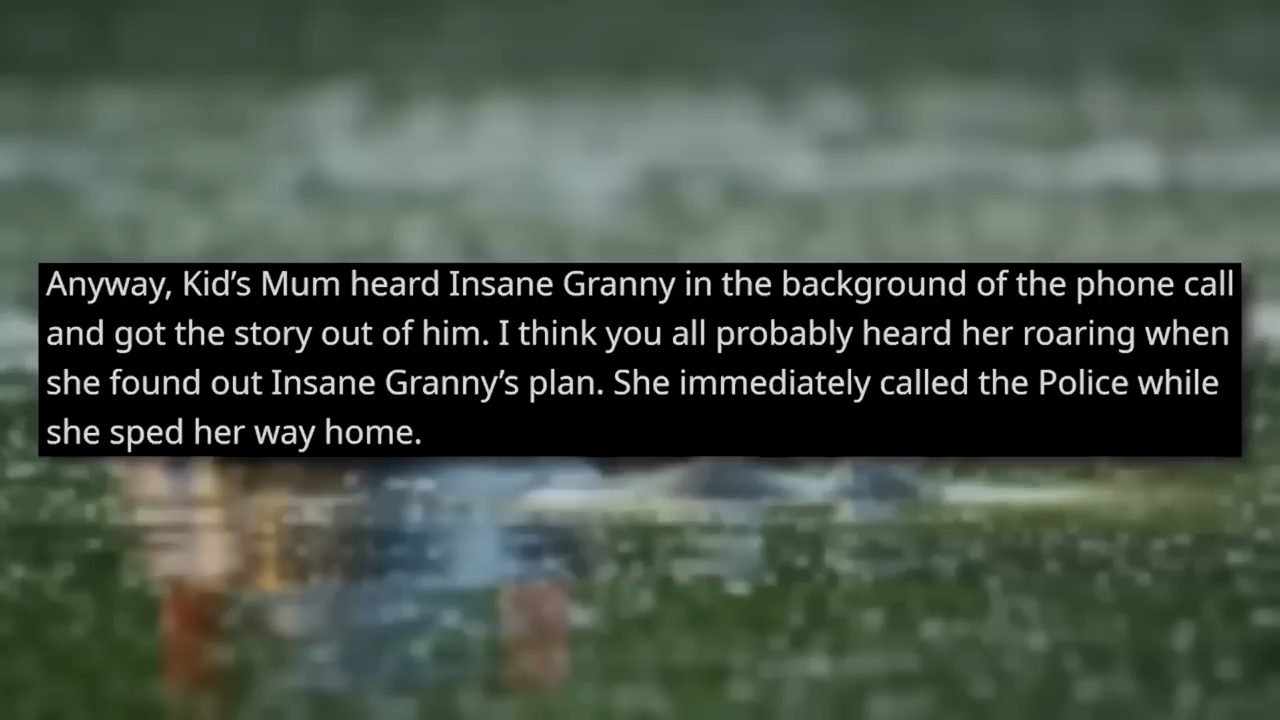 Anyway, Kid’s Mum heard Insane Granny in the background of the phone call
and got the story out of him. I think you all probably heard her roaring when
she found out Insane Granny’s plan. She immediately called the Police while
she sped her way home.